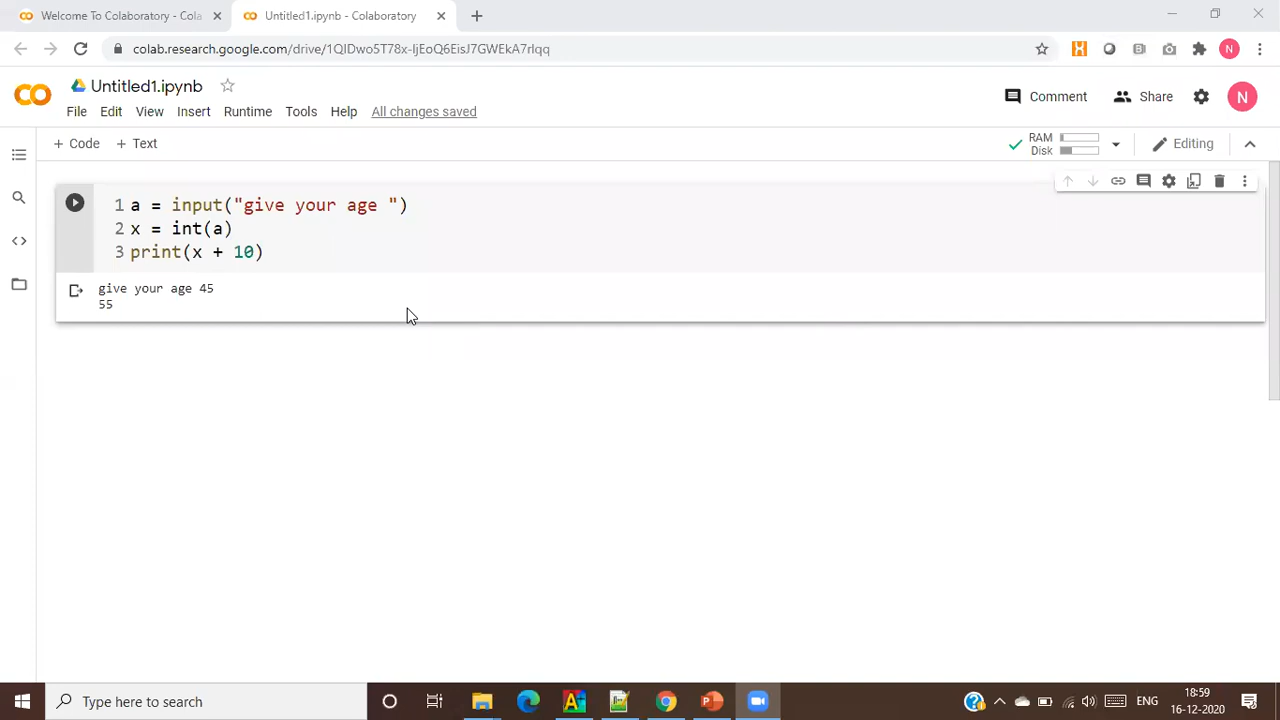 Welcome To Colaboratory - Cola
Untitled1.ipynb - Colaboratory
colab.research.google.com/drive/1QIDwo5T78x-IjEoQ6EisJ7GWEkA7rIqq
N
Untitled1.ipynb
File Edit View Insert Runtime Tools Help All changes saved
Comment
Share
N
+ Code + Text
RAM
Disk
Editing
1 a = input("give your age ")
2 x = int(a)
3 print(x + 10)
give your age 45
55
Type here to search
ENG
18:59
16-12-2020